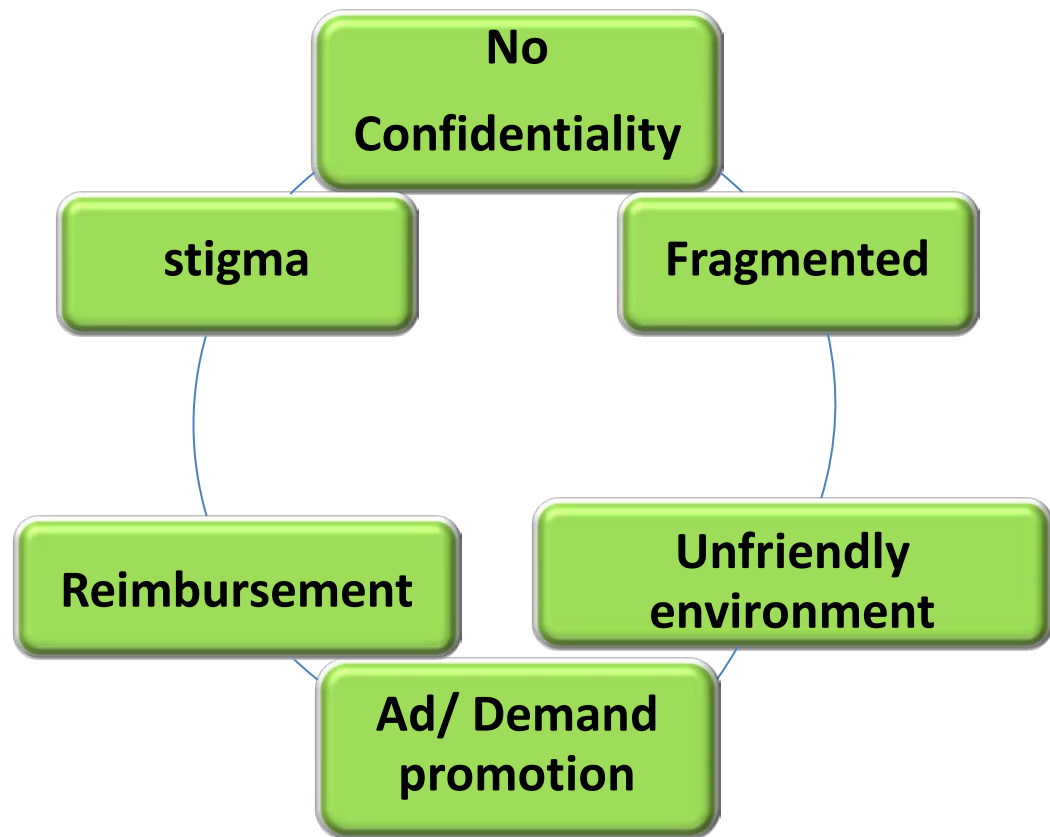 No
Confidentiality
stigma
Fragmented
Reimbursement
Unfriendly
environment
Ad/ Demand
promotion